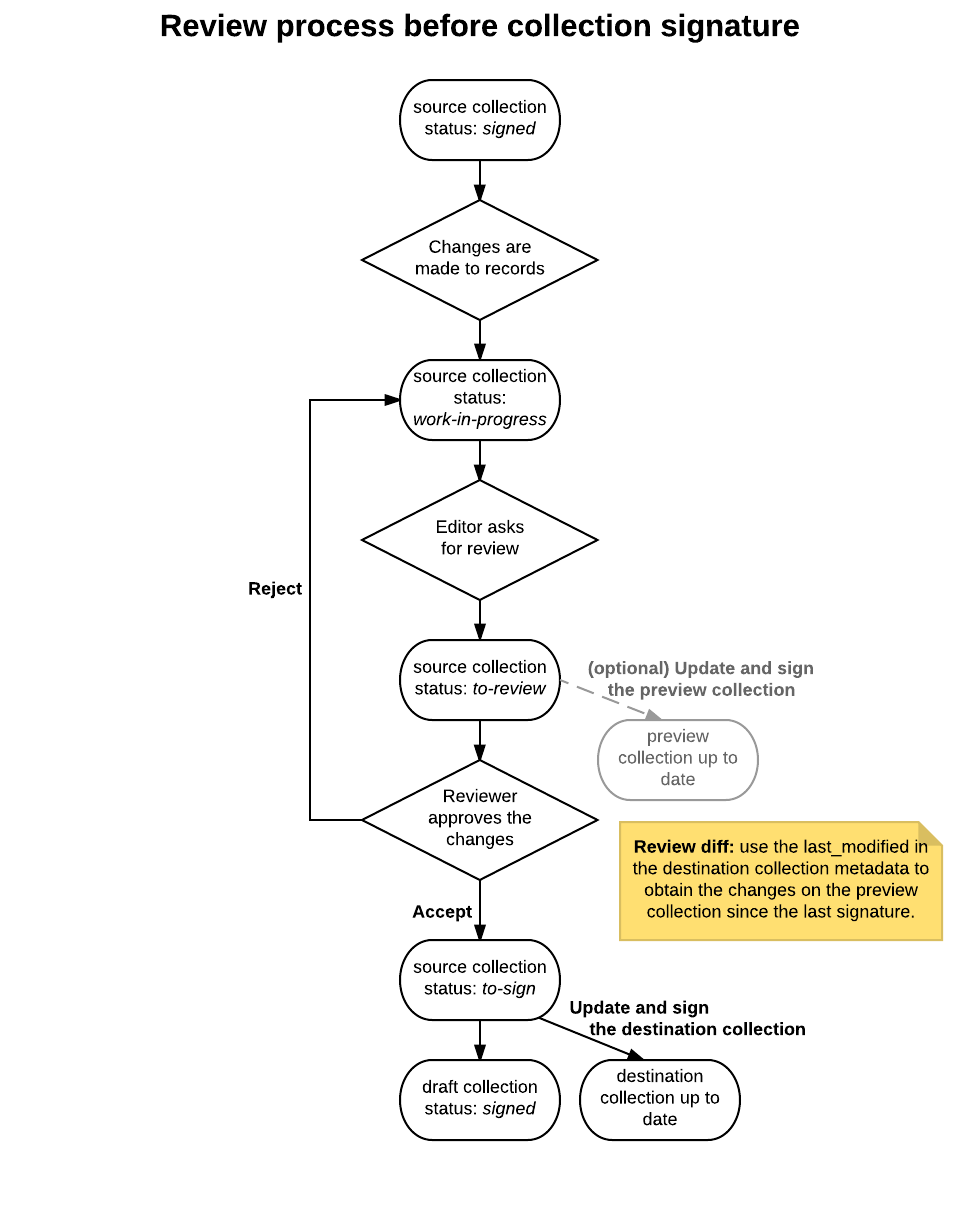 Review process before collection signature
source collection
status: signed
Changes are
made to records
source collection
status:
work-in-progress
Editor asks
for review
Reject
source collection
status: to-review
(optional) Update and sign
the preview collection
preview
collection up to
date
Reviewer
approves the
changes
Review diff: use the last_modified in
the destination collection metadata to
obtain the changes on the preview
collection since the last signature.
Accept
source collection
status: to-sign
Update and sign
the destination collection
draft collection
status: signed
destination
collection up to
date